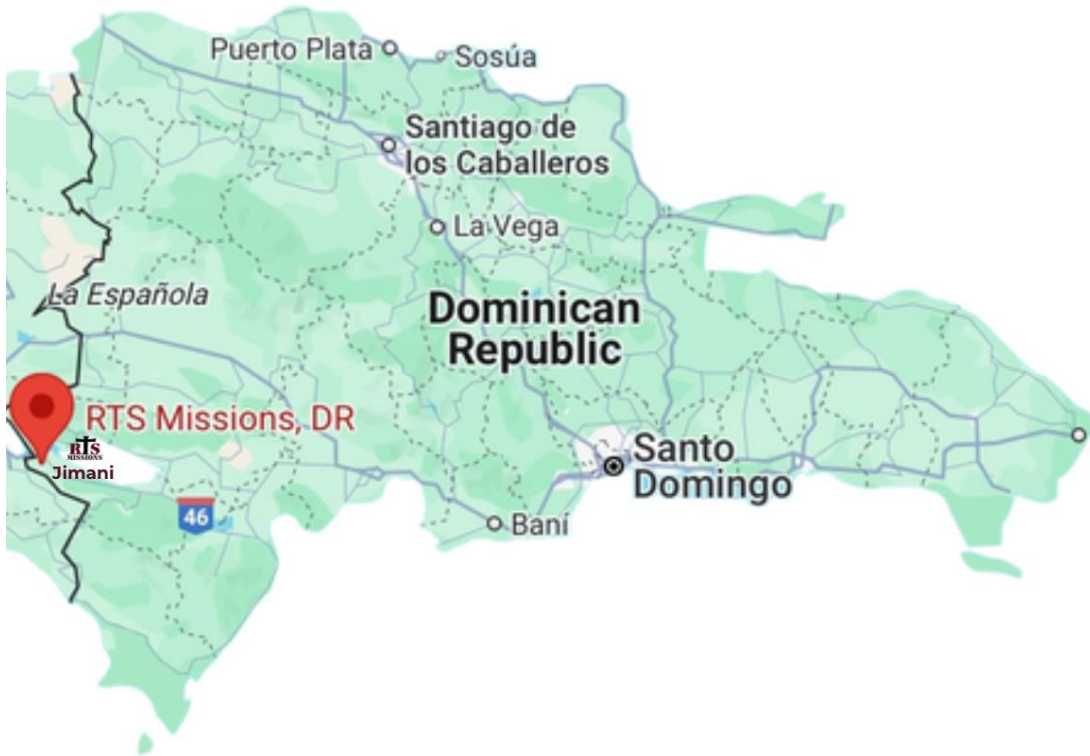 Puerto Plata
Sosúa
Santiago de
los Caballeros
La Vega
La Española
Dominican
Republic
RTS Missions, DR
RTS
MISSIONS
Jimani
Santo
Domingo
46
Baní